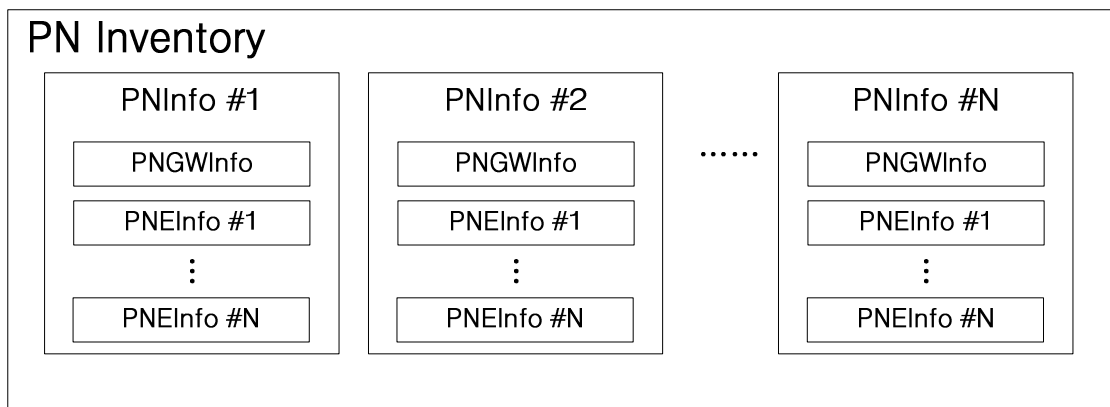 PN Inventory
PNInfo #1
PNGWInfo
PNEInfo #1
⋮
PNEInfo #N
PNInfo #2
PNGWInfo
PNEInfo #1
⋮
PNEInfo #N
……
PNInfo #N
PNGWInfo
PNEInfo #1
⋮
PNEInfo #N